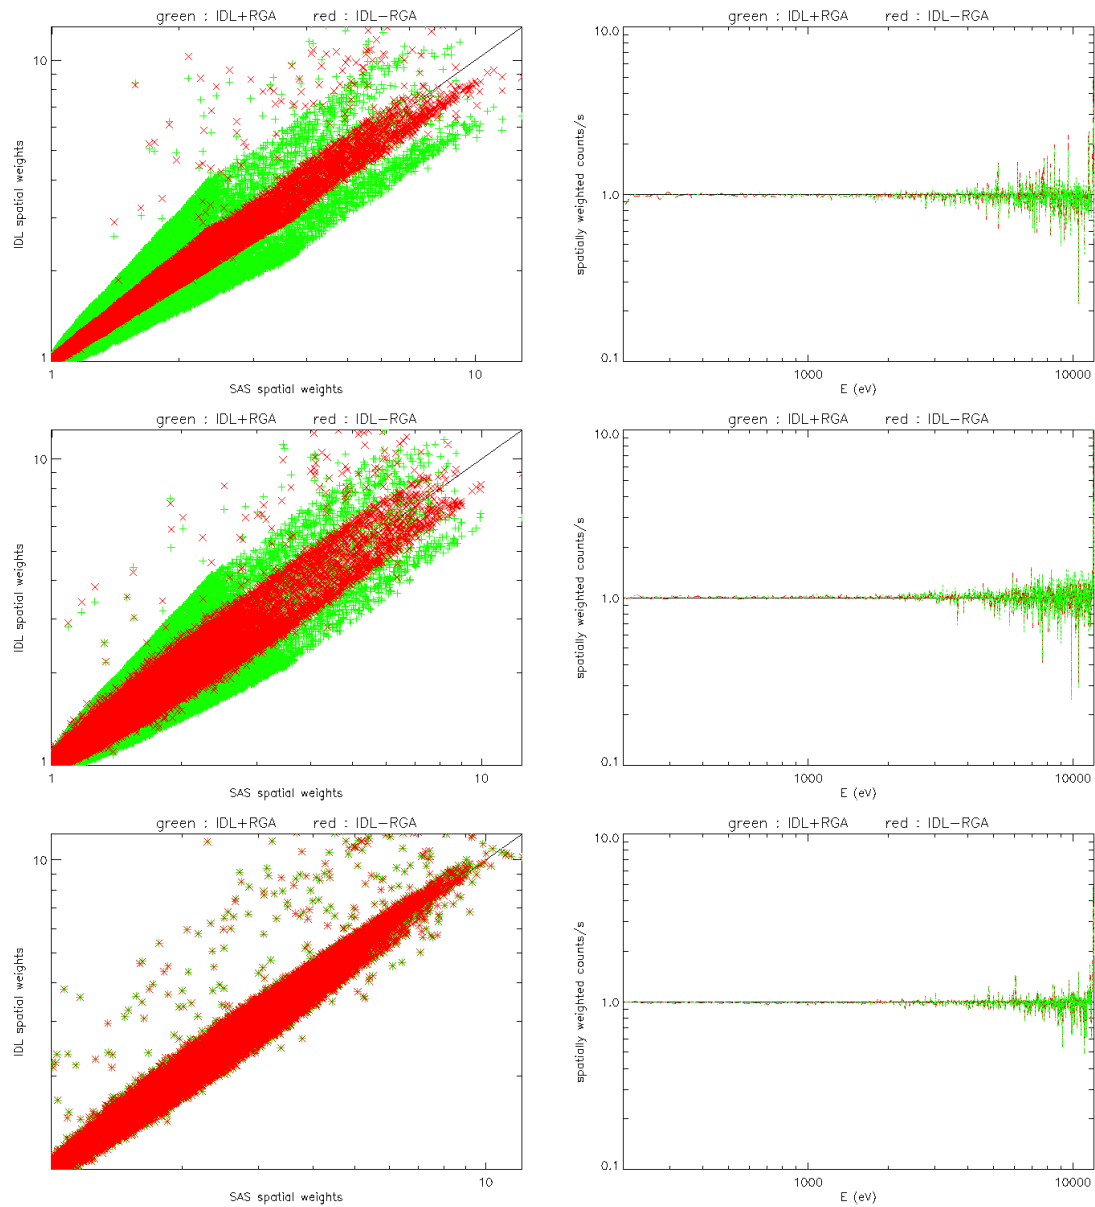 green : IDL+RGA red : IDL−RGA
10
IDL spatial weights
1
1
10
SAS spatial weights
green : IDL+RGA red : IDL−RGA
10.0
spatially weighted counts/s
1.0
0.1
1000
10000
E (eV)
green : IDL+RGA red : IDL−RGA
10
IDL spatial weights
1
1
10
SAS spatial weights
green : IDL+RGA red : IDL−RGA
10.0
spatially weighted counts/s
1.0
0.1
1000
10000
E (eV)
green : IDL+RGA red : IDL−RGA
10
IDL spatial weights
10
SAS spatial weights
green : IDL+RGA red : IDL−RGA
10.0
spatially weighted counts/s
1.0
0.1
1000
10000
E (eV)